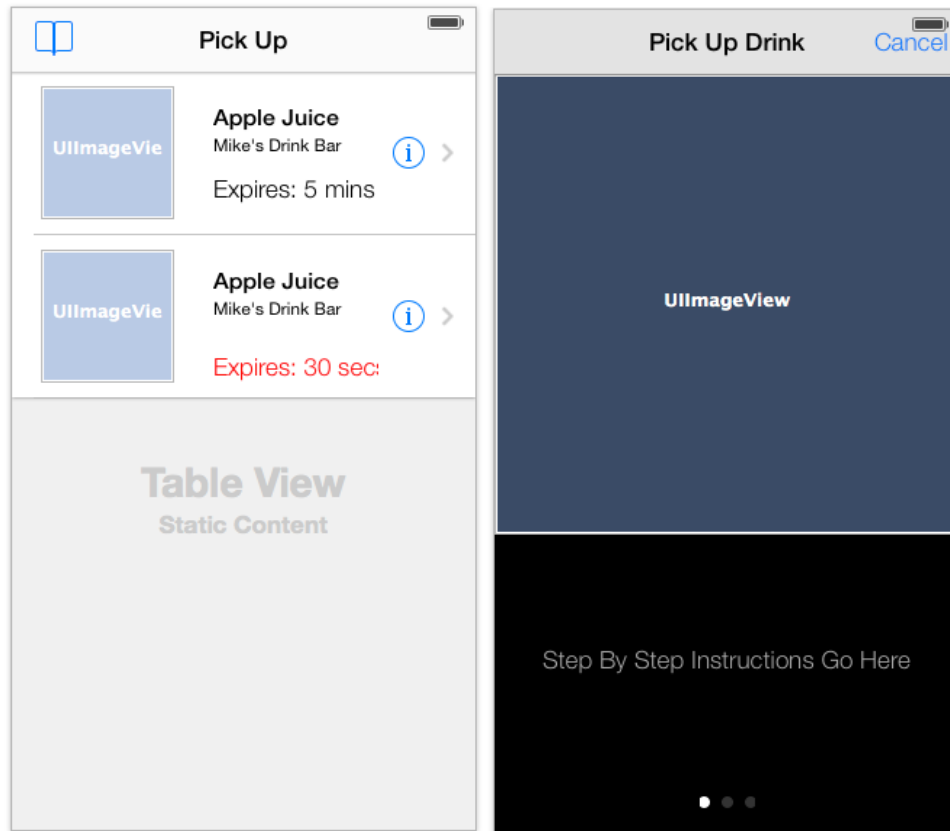 Pick Up
UIImageVie
Apple Juice
Mike's Drink Bar
Expires: 5 mins
UIImageVie
Apple Juice
Mike's Drink Bar
Expires: 30 secs
Table View
Static Content
Pick Up Drink
Cancel
UIImageView
Step By Step Instructions Go Here